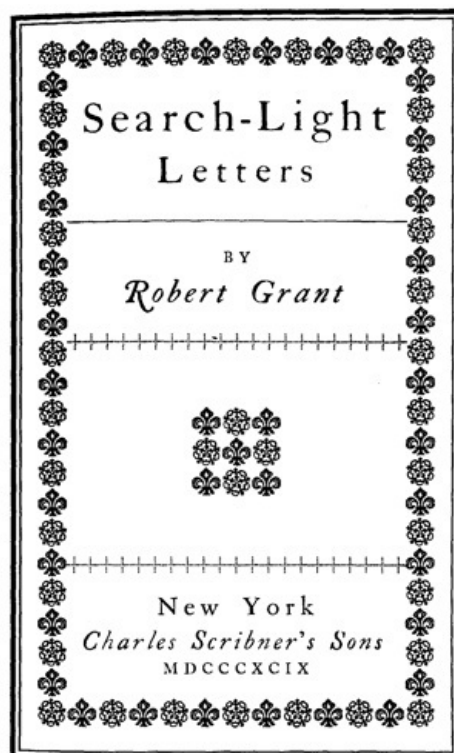 Search-Light
Letters
BY
Robert Grant
New York
Charles Scribner's Sons
MDCCCXCIX